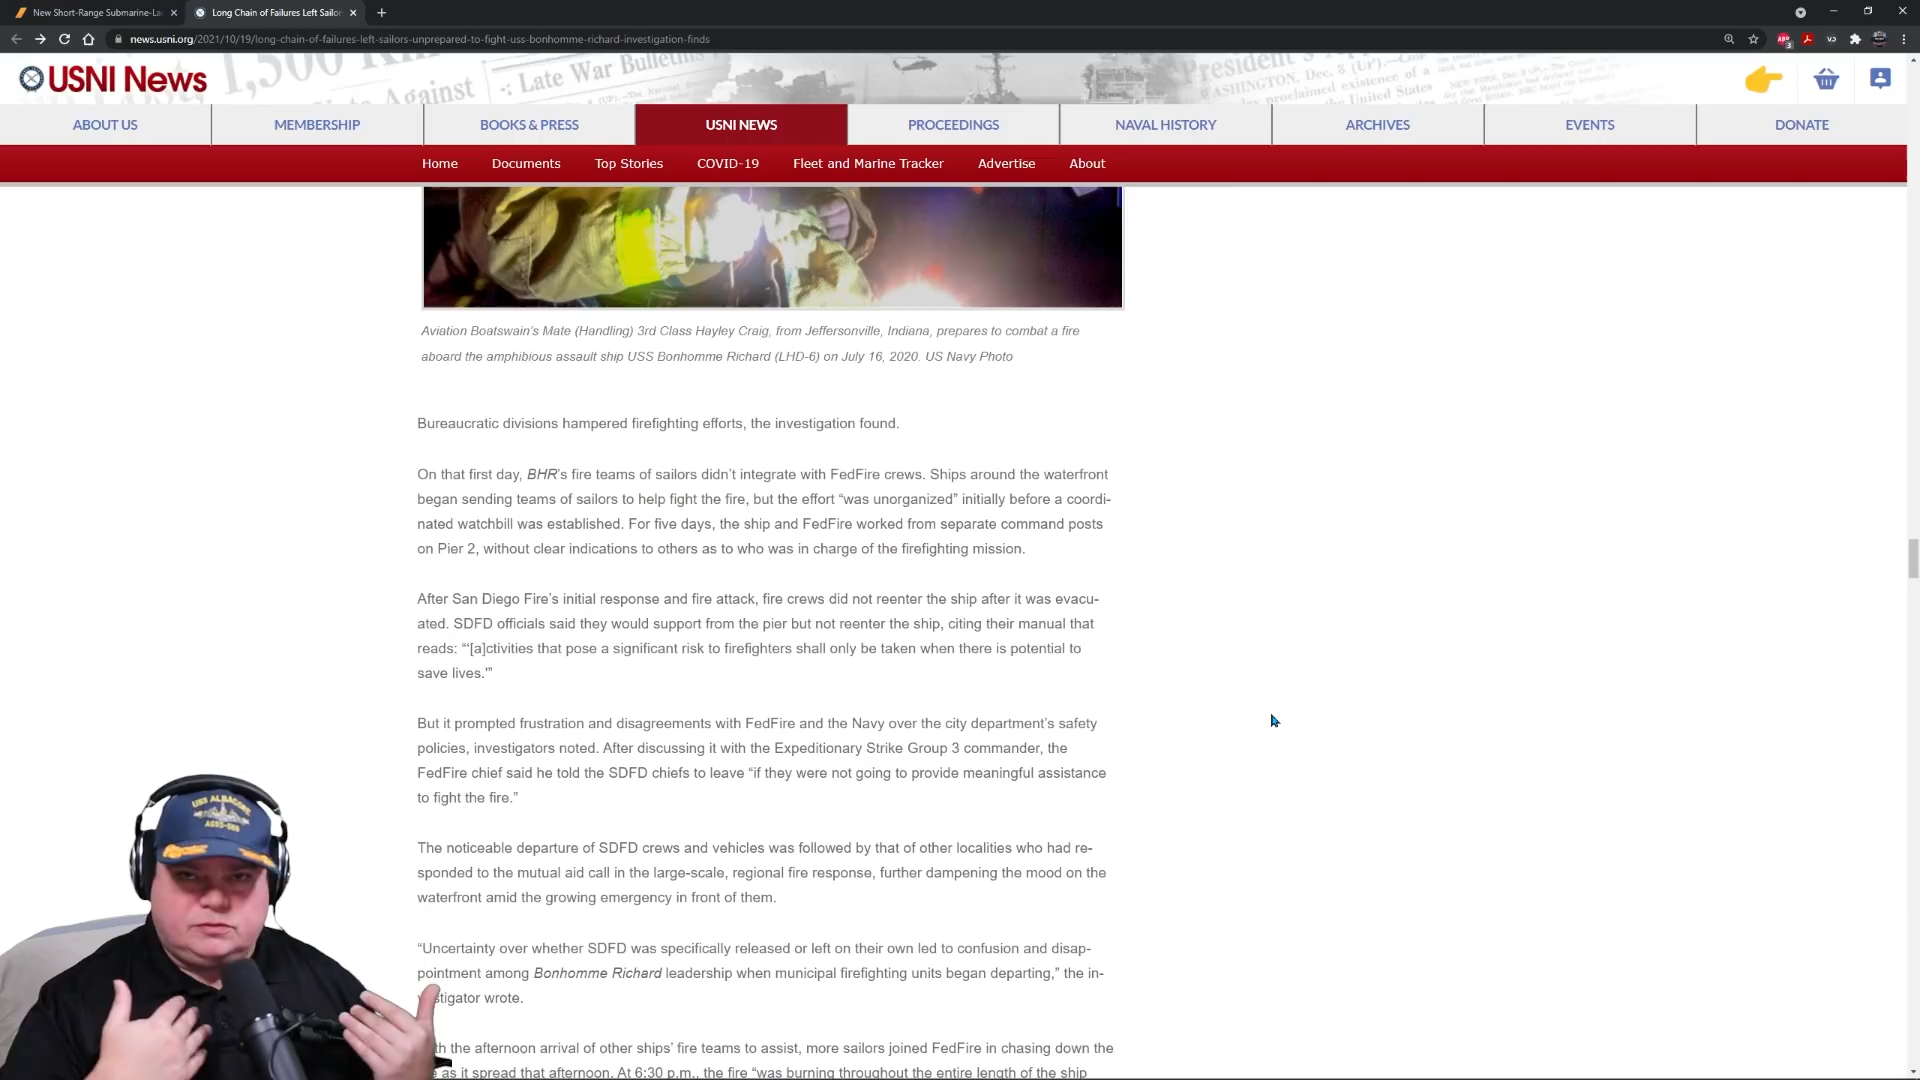 New Short-Range Submarine-La
Long Chain of Failures Left Sailor
news.usni.org/2021/10/19/long-chain-of-failures-left-sailors-unprepared-to-fight-uss-bonhomme-richard-investigation-finds
USNI News
ABOUT US
MEMBERSHIP
BOOKS & PRESS
USNI NEWS
PROCEEDINGS
NAVAL HISTORY
ARCHIVES
EVENTS
DONATE
Home
Documents
Top Stories
COVID-19
Fleet and Marine Tracker
Advertise
About
Against
Late War Bulletins
President's
WASHINGTON, Dec. 8 (UP)
proclaimed existence of a
United States
Aviation Boatswain's Mate (Handling) 3rd Class Hayley Craig, from Jeffersonville, Indiana, prepares to combat a fire
aboard the amphibious assault ship USS Bonhomme Richard (LHD-6) on July 16, 2020. US Navy Photo
Bureaucratic divisions hampered firefighting efforts, the investigation found.
On that first day, BHR's fire teams of sailors didn't integrate with FedFire crews. Ships around the waterfront
began sending teams of sailors to help fight the fire, but the effort “was unorganized” initially before a coordi-
nated watchbill was established. For five days, the ship and FedFire worked from separate command posts
on Pier 2, without clear indications to others as to who was in charge of the firefighting mission.
After San Diego Fire's initial response and fire attack, fire crews did not reenter the ship after it was evacu-
ated. SDFD officials said they would support from the pier but not reenter the ship, citing their manual that
reads: “‘[a]ctivities that pose a significant risk to firefighters shall only be taken when there is potential to
save lives.'”
But it prompted frustration and disagreements with FedFire and the Navy over the city department's safety
policies, investigators noted. After discussing it with the Expeditionary Strike Group 3 commander, the
FedFire chief said he told the SDFD chiefs to leave “if they were not going to provide meaningful assistance
to fight the fire.”
The noticeable departure of SDFD crews and vehicles was followed by that of other localities who had re-
sponded to the mutual aid call in the large-scale, regional fire response, further dampening the mood on the
waterfront amid the growing emergency in front of them.
“Uncertainty over whether SDFD was specifically released or left on their own led to confusion and disap-
pointment among Bonhomme Richard leadership when municipal firefighting units began departing,” the in-
stigator wrote.
th the afternoon arrival of other ships' fire teams to assist, more sailors joined FedFire in chasing down the
as it spread that afternoon. At 6:30 p.m., the fire “was burning throughout the entire length of the ship
USS ALBACORE
AGSS-569